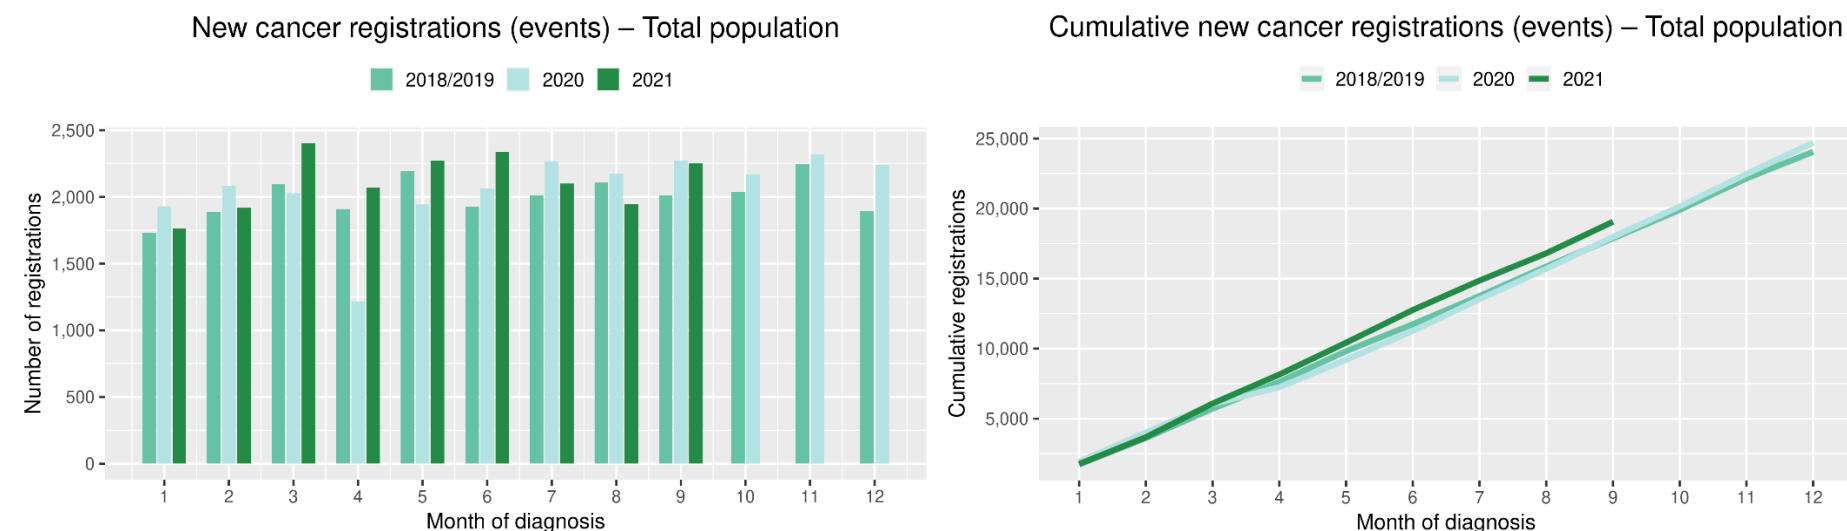 New cancer registrations (events) – Total population
2018/2019 2020 2021
Number of registrations
2,500
2,000
1,500
1,000
500
0
1 2 3 4 5 6 7 8 9 10 11 12
Month of diagnosis
Cumulative new cancer registrations (events) – Total population
2018/2019 2020 2021
Cumulative registrations
25,000
20,000
15,000
10,000
5,000
1 2 3 4 5 6 7 8 9 10 11 12
Month of diagnosis